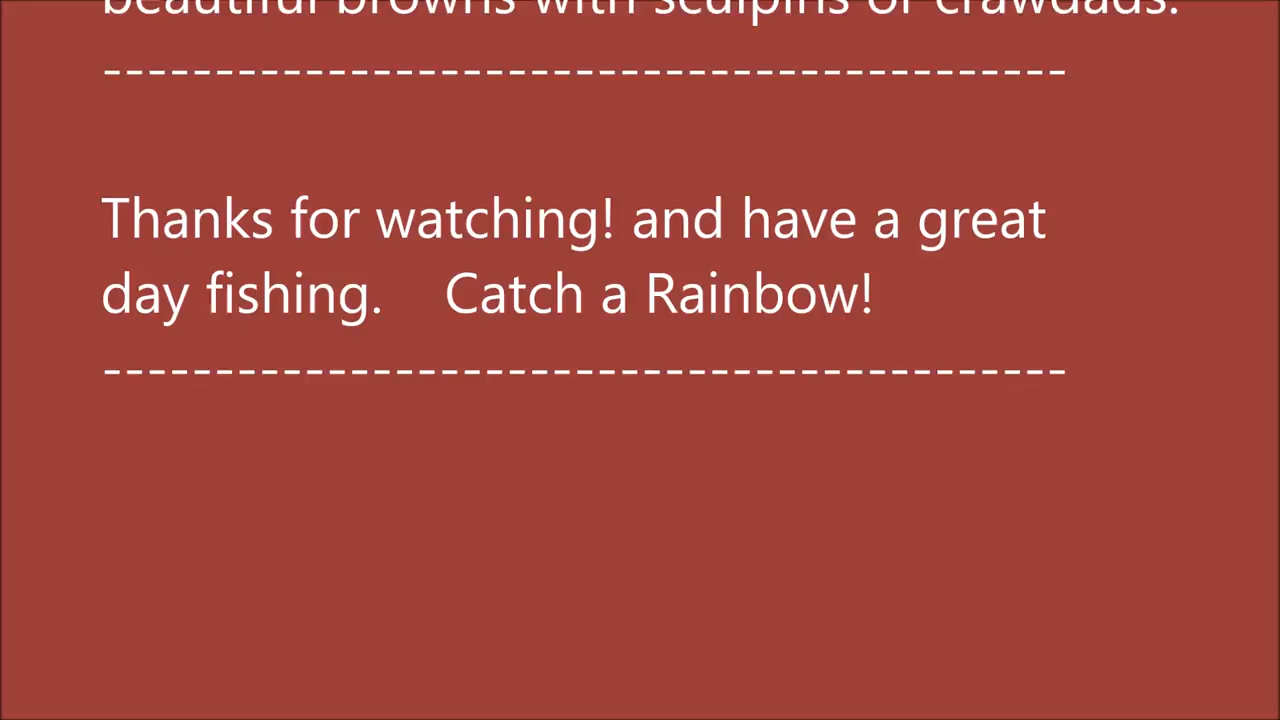 beautiful browns with sculpins or crawdads.
-------------------------------------------
Thanks for watching! and have a great
day fishing.    Catch a Rainbow!
-------------------------------------------